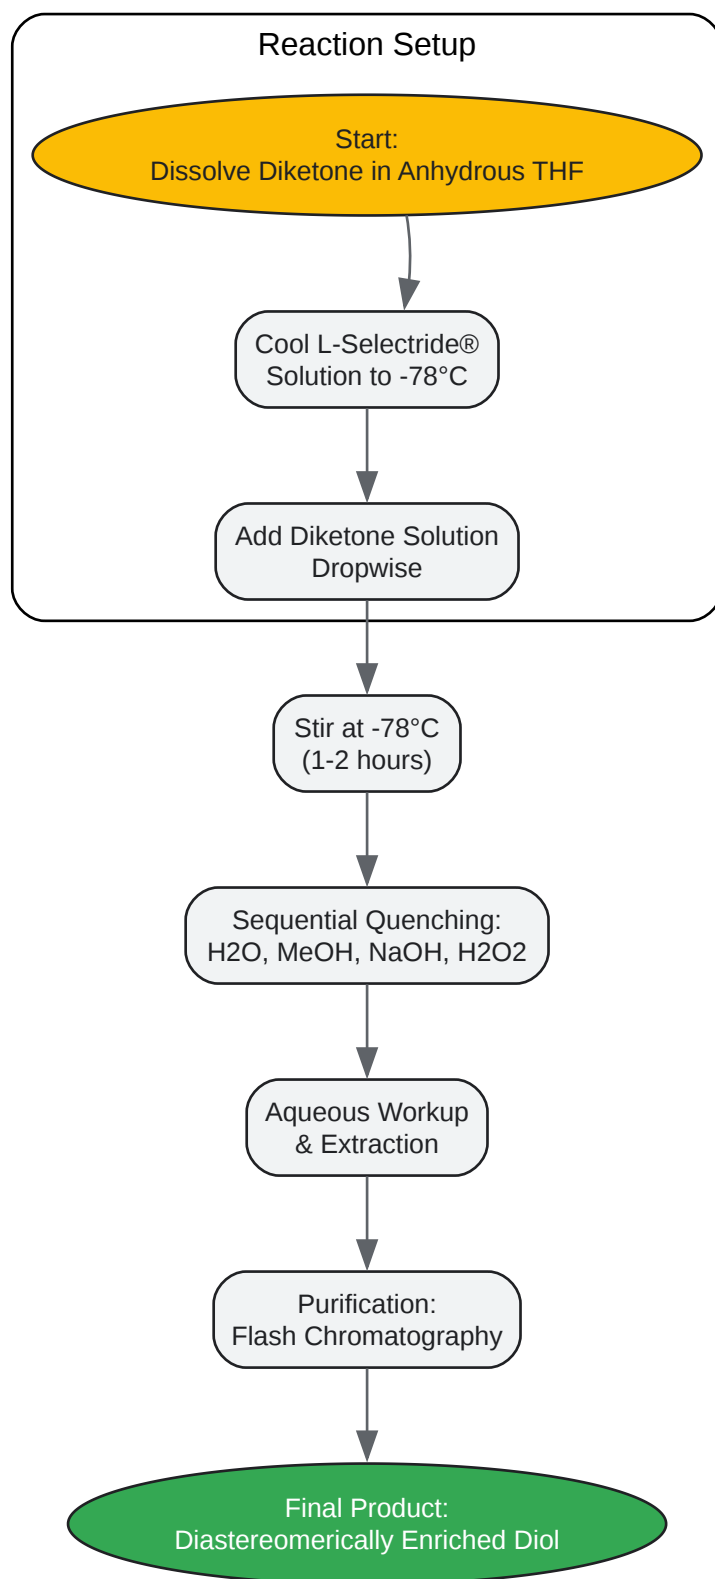 Reaction Setup
Start:
Dissolve Diketone in Anhydrous THF
Cool L-Selectride®
Solution to -78°C
Add Diketone Solution
Dropwise
Stir at -78°C
(1-2 hours)
Sequential Quenching:
H2O, MeOH, NaOH, H2O2
Aqueous Workup
& Extraction
Purification:
Flash Chromatography
Final Product:
Diastereomerically Enriched Diol